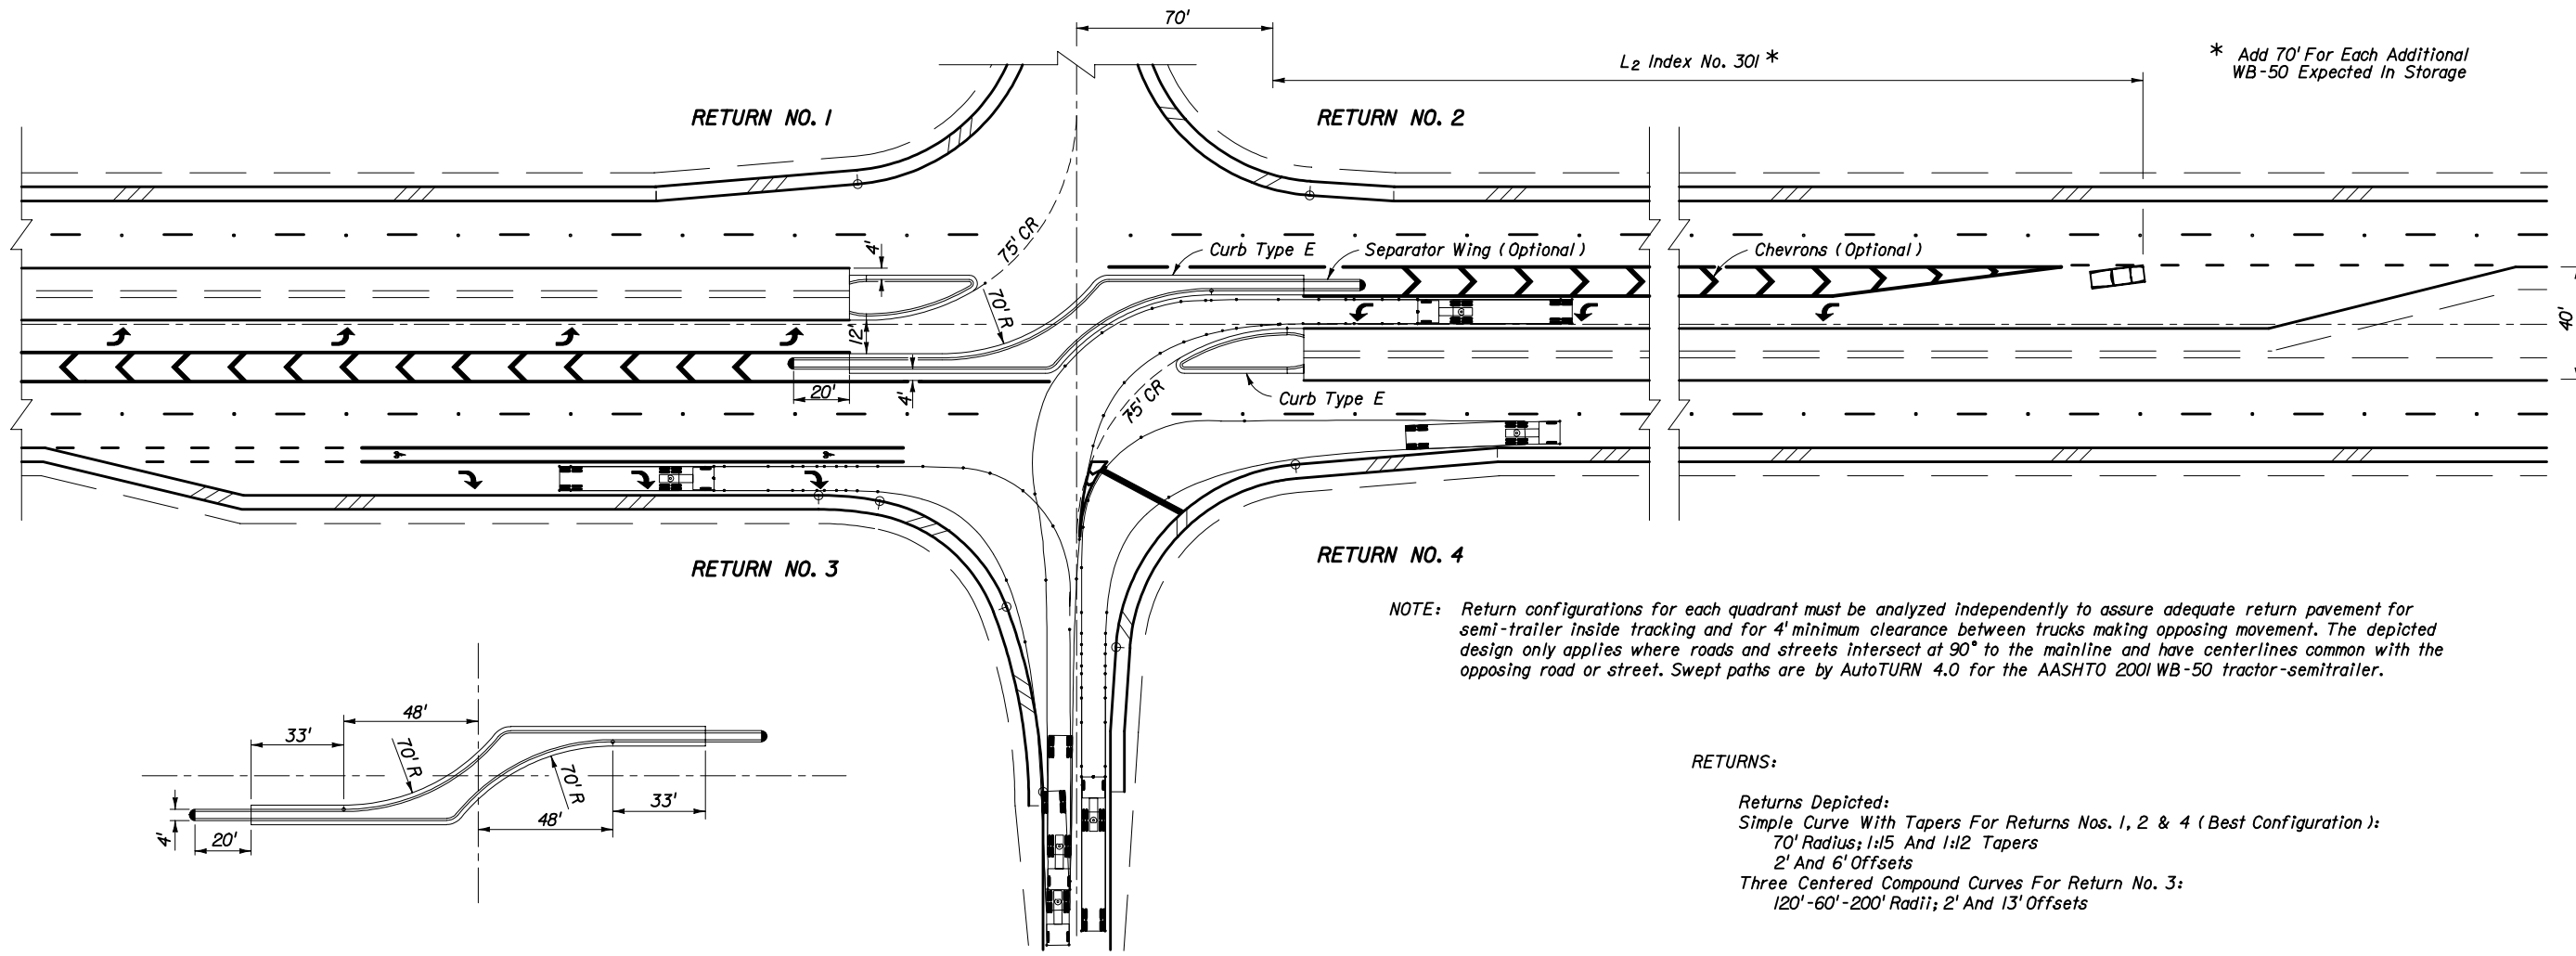 70'
L2 Index No. 301 *
* Add 70' For Each Additional
WB-50 Expected In Storage
RETURN NO. 1
RETURN NO. 2
4'
75' CR
Curb Type E
Separator Wing (Optional)
Chevrons (Optional)
70' R
12'
40'
20'
4'
75' CR
Curb Type E
RETURN NO. 3
RETURN NO. 4
NOTE: Return configurations for each quadrant must be analyzed independently to assure adequate return pavement for
semi-trailer inside tracking and for 4' minimum clearance between trucks making opposing movement. The depicted
design only applies where roads and streets intersect at 90° to the mainline and have centerlines common with the
opposing road or street. Swept paths are by AutoTURN 4.0 for the AASHTO 2001 WB-50 tractor-semitrailer.
48'
33'
70' R
70' R
33'
48'
4'
20'
RETURNS:
Returns Depicted:
Simple Curve With Tapers For Returns Nos. 1, 2 & 4 (Best Configuration):
70' Radius; 1:15 And 1:12 Tapers
2' And 6' Offsets
Three Centered Compound Curves For Return No. 3:
120'-60'-200' Radii; 2' And 13' Offsets